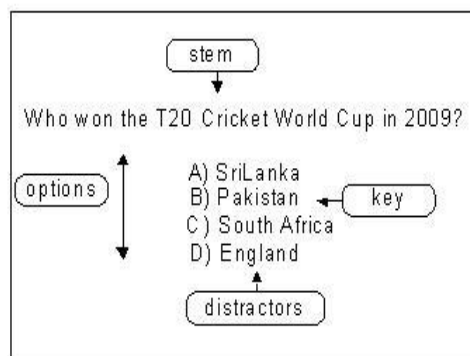 stem
Who won the T20 Cricket World Cup in 2009?
A) SriLanka
options
B) Pakistan
key
C) South Africa
D) England
distractors